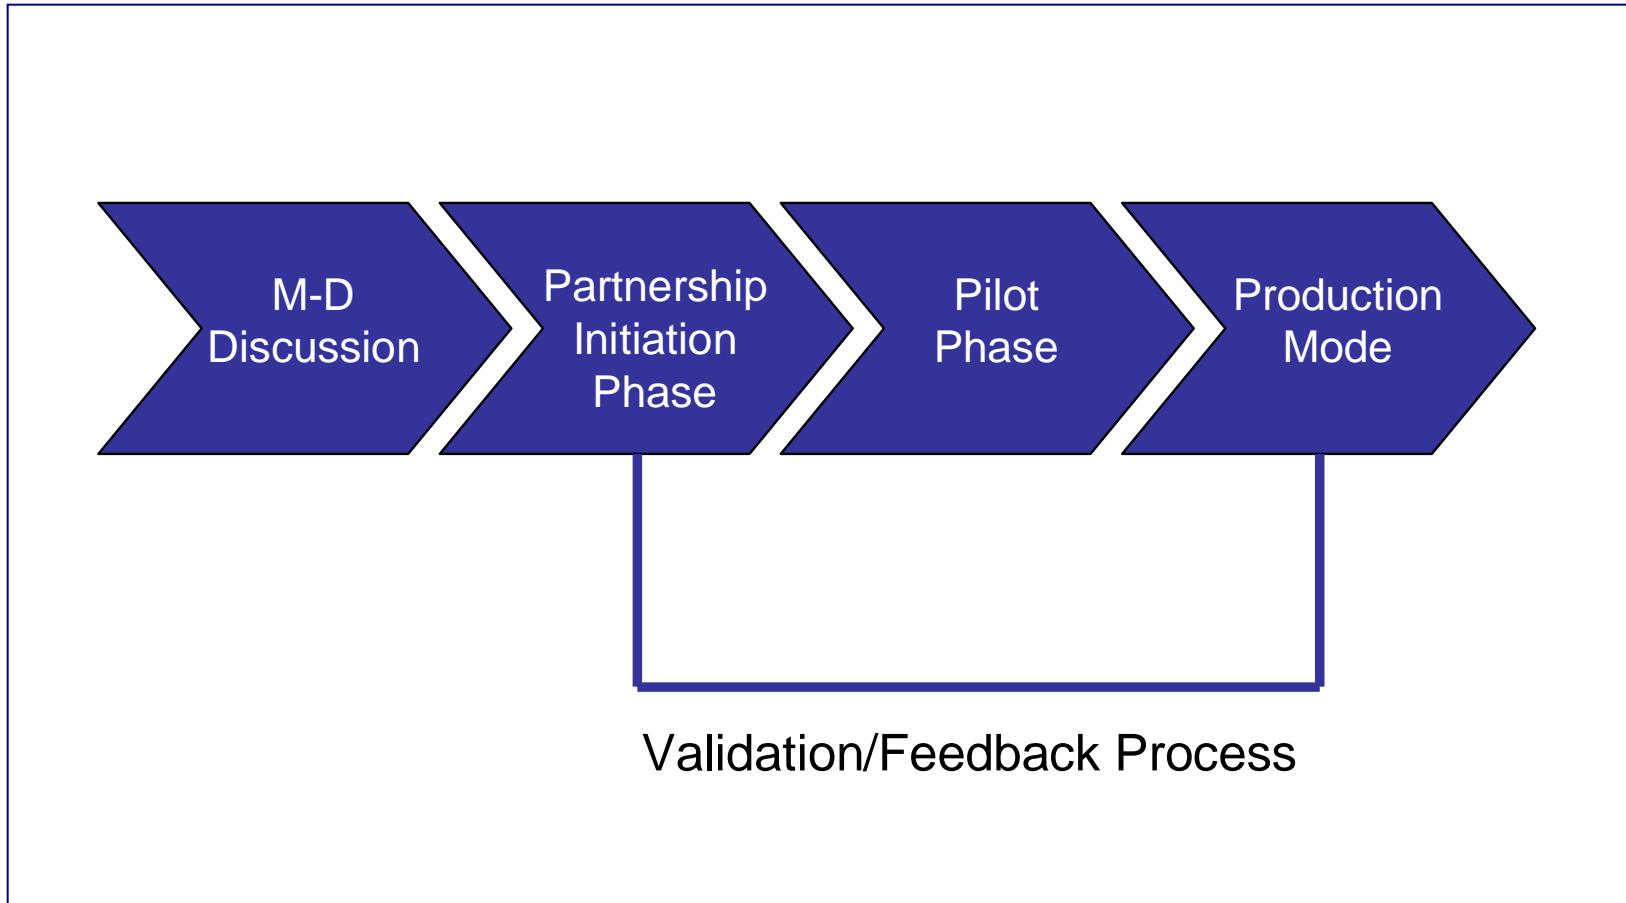 M-D
Discussion
Partnership
Initiation
Phase
Pilot
Phase
Production
Mode
Validation/Feedback Process